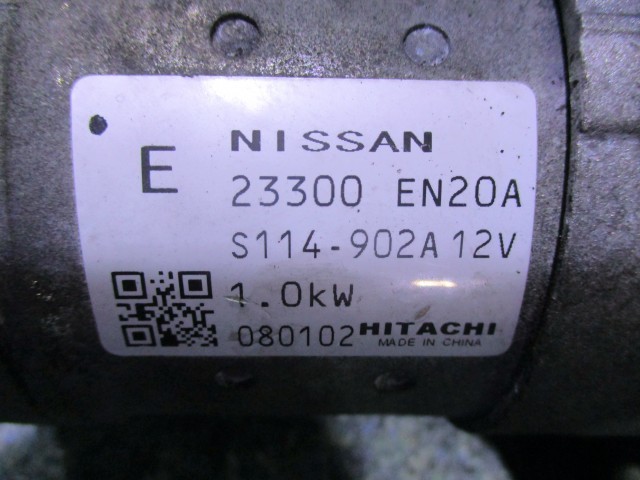 NISSAN
E 23300 EN20A
S114-902A 12V
1.0kW
080102 HITACHI
MADE IN CHINA